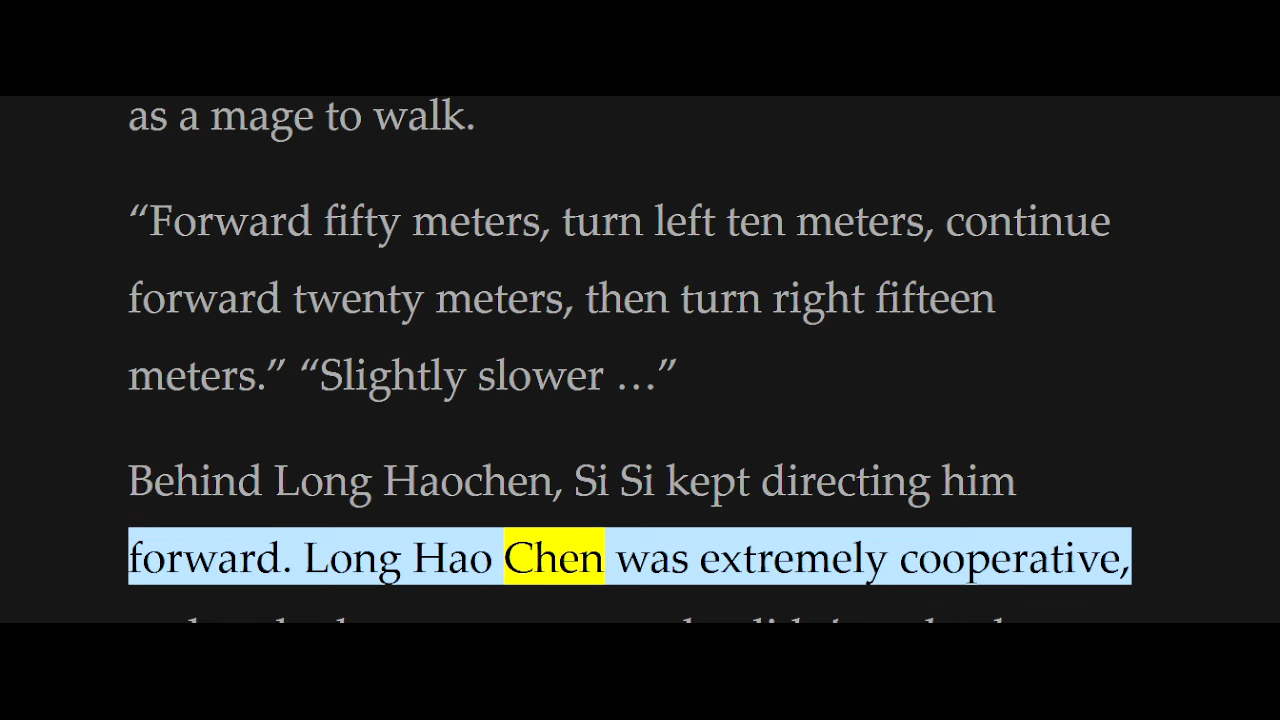 as a mage to walk.
“Forward fifty meters, turn left ten meters, continue
forward twenty meters, then turn right fifteen
meters.” “Slightly slower …”
Behind Long Haochen, Si Si kept directing him
forward. Long Hao Chen was extremely cooperative,